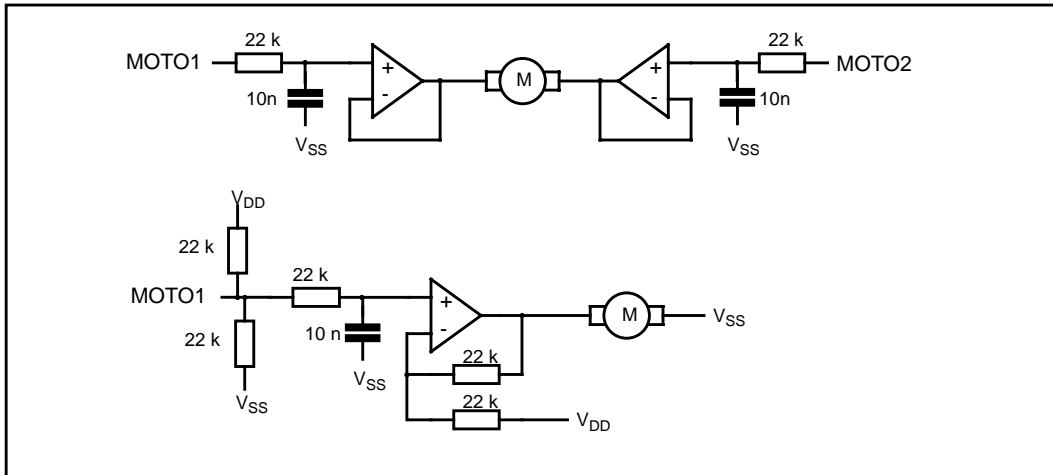 22 k
22 k
MOTO1
+
-
M
+
-
MOTO2
10n
10n
VSS
VSS
VDD
22 k
22 k
MOTO1
+
-
M
VSS
22 k
10 n
22 k
VSS
VSS
22 k
VDD